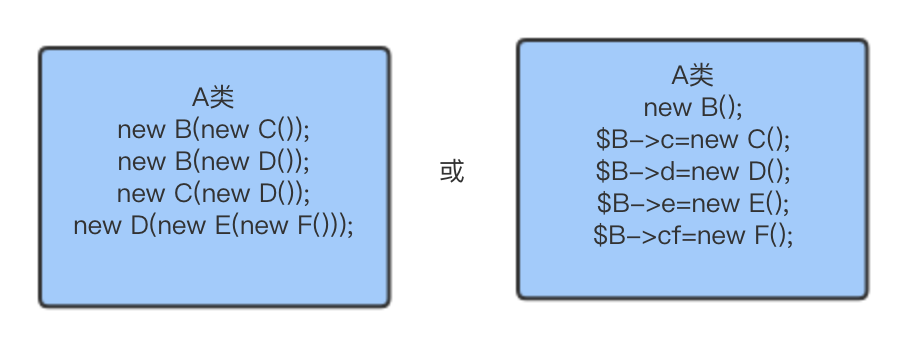 A类
new B(new C());
new B(new D());
new C(new D());
new D(new E(new F()));
或
A类
new B();
$B->c=new C();
$B->d=new D();
$B->e=new E();
$B->cf=new F();